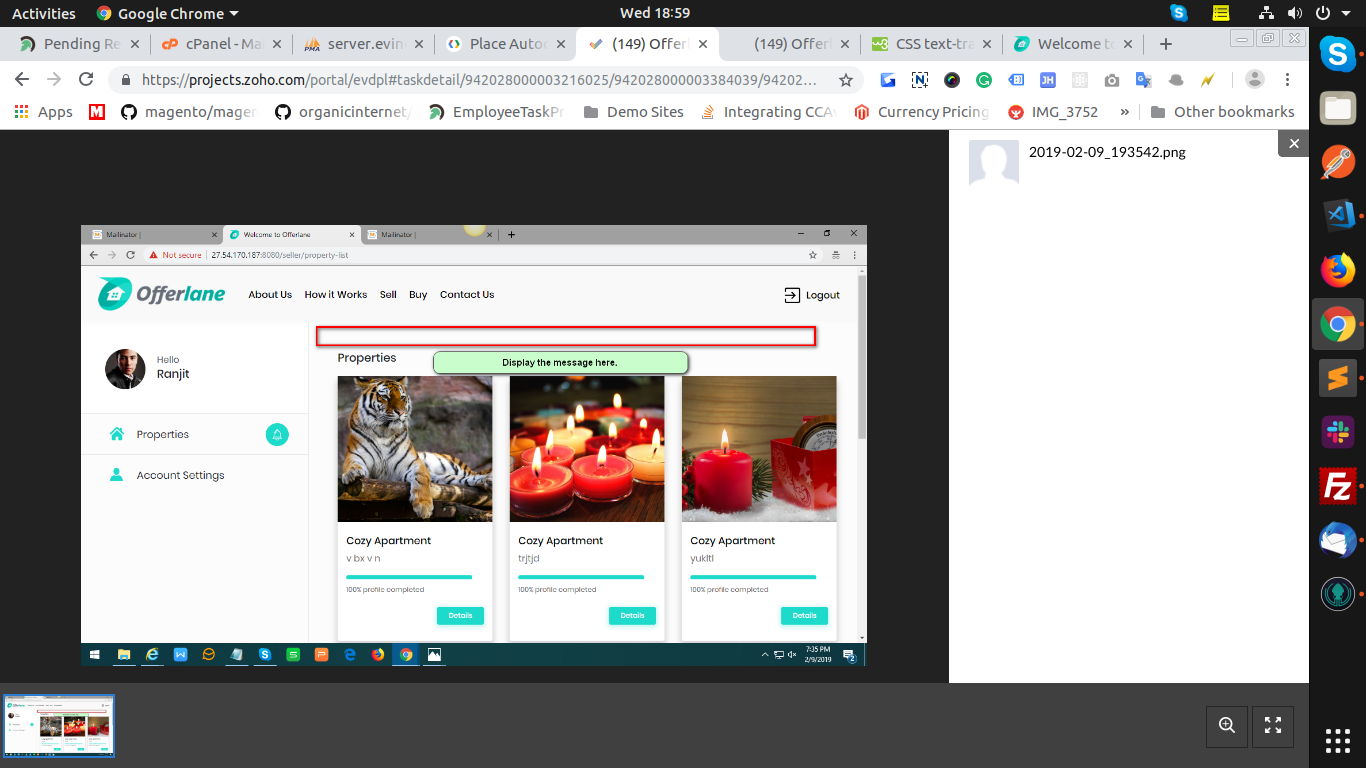 Activities
Google Chrome
Wed 18:59
Pending Re
cPanel - Ma
server.evin
Place Auto
(149) Offer
(149) Offer
CSS text-tra
Welcome to
https://projects.zoho.com/portal/evdpl#taskdetail/942028000003216025/942028000003384039/94202...
Apps
magento/magen
organicinternet/
EmployeeTaskPr
Demo Sites
Integrating CCAv
Currency Pricing
IMG_3752
»
Other bookmarks
2019-02-09_193542.png
Mailinator |
Welcome to Offerlane
Mailinator |
Not secure | 27.54.170.187:8080/seller/property-list
Offerlane
About Us
How it Works
Sell
Buy
Contact Us
Logout
Hello
Ranjit
Properties
Account Settings
Properties
Display the message here.
Cozy Apartment
v bx v n
100% profile completed
Details
Cozy Apartment
trjtjd
100% profile completed
Details
Cozy Apartment
yukltl
100% profile completed
Details
7:35 PM
2/9/2019